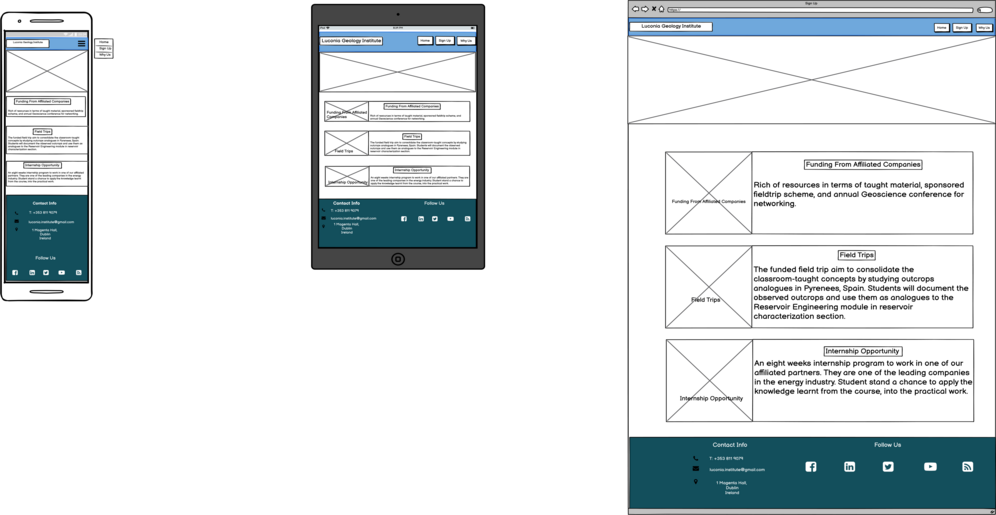 Luconia Geology Institute
Home
Sign Up
Why Us
Funding From Affiliated Companies
Rich of resources in terms of taught material, sponsored fieldtrip
scheme, and annual Geoscience conference for networking.
Field Trips
The funded field trip aim to consolidate the classroom-taught
concepts by studying outcrops analogues in Pyrenees, Spain.
Students will document the observed outcrops and use them as
analogues to the Reservoir Engineering module in reservoir
characterization section.
Internship Opportunity
An eight weeks internship program to work in one of our affiliated
partners. They are one of the leading companies in the energy
industry. Student stand a chance to apply the knowledge learnt
from the course, into the practical work.
Contact Info
T: +353 811 9079
luconia.institute@gmail.com
1 Magenta Hall,
Dublin
Ireland
Follow Us
Luconia Geology Institute
Home
Sign Up
Why Us
Funding From Affiliated
Companies
Funding From Affiliated Companies
Rich of resources in terms of taught material, sponsored fieldtrip
scheme, and annual Geoscience conference for networking.
Field Trips
Field Trips
The funded field trip aim to consolidate the classroom-taught
concepts by studying outcrops analogues in Pyrenees, Spain.
Students will document the observed outcrops and use them as
analogues to the Reservoir Engineering module in reservoir
characterization section.
Internship Opportunity
Internship Opportunity
An eight weeks internship program to work in one of our affiliated
partners. They are one of the leading companies in the energy
industry. Student stand a chance to apply the knowledge learnt
from the course, into the practical work.
Contact Info
T: +353 811 9079
luconia.institute@gmail.com
1 Magenta Hall,
Dublin
Ireland
Follow Us
Sign Up
https://
Luconia Geology Institute
Home
Sign Up
Why Us
Funding From Affiliated Companies
Funding From Affiliated Companies
Rich of resources in terms of taught material, sponsored
fieldtrip scheme, and annual Geoscience conference for
networking.
Field Trips
Field Trips
The funded field trip aim to consolidate the
classroom-taught concepts by studying outcrops
analogues in Pyrenees, Spain. Students will document the
observed outcrops and use them as analogues to the
Reservoir Engineering module in reservoir
characterization section.
Internship Opportunity
Internship Opportunity
An eight weeks internship program to work in one of our
affiliated partners. They are one of the leading companies
in the energy industry. Student stand a chance to apply the
knowledge learnt from the course, into the practical work.
Contact Info
T: +353 811 9079
luconia.institute@gmail.com
1 Magenta Hall,
Dublin
Ireland
Follow Us